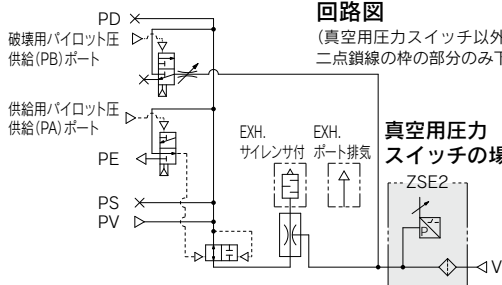 回路図
(真空用圧力スイッチ以外
二点鎖線の枠の部分のみ下
PD
破壊用パイロット圧
供給(PB)ポート
供給用パイロット圧
供給(PA)ポート
PE
PS
PV
EXH.
サイレンサ付
EXH.
ポート排気
真空用圧力
スイッチの場
ZSE2
P
V